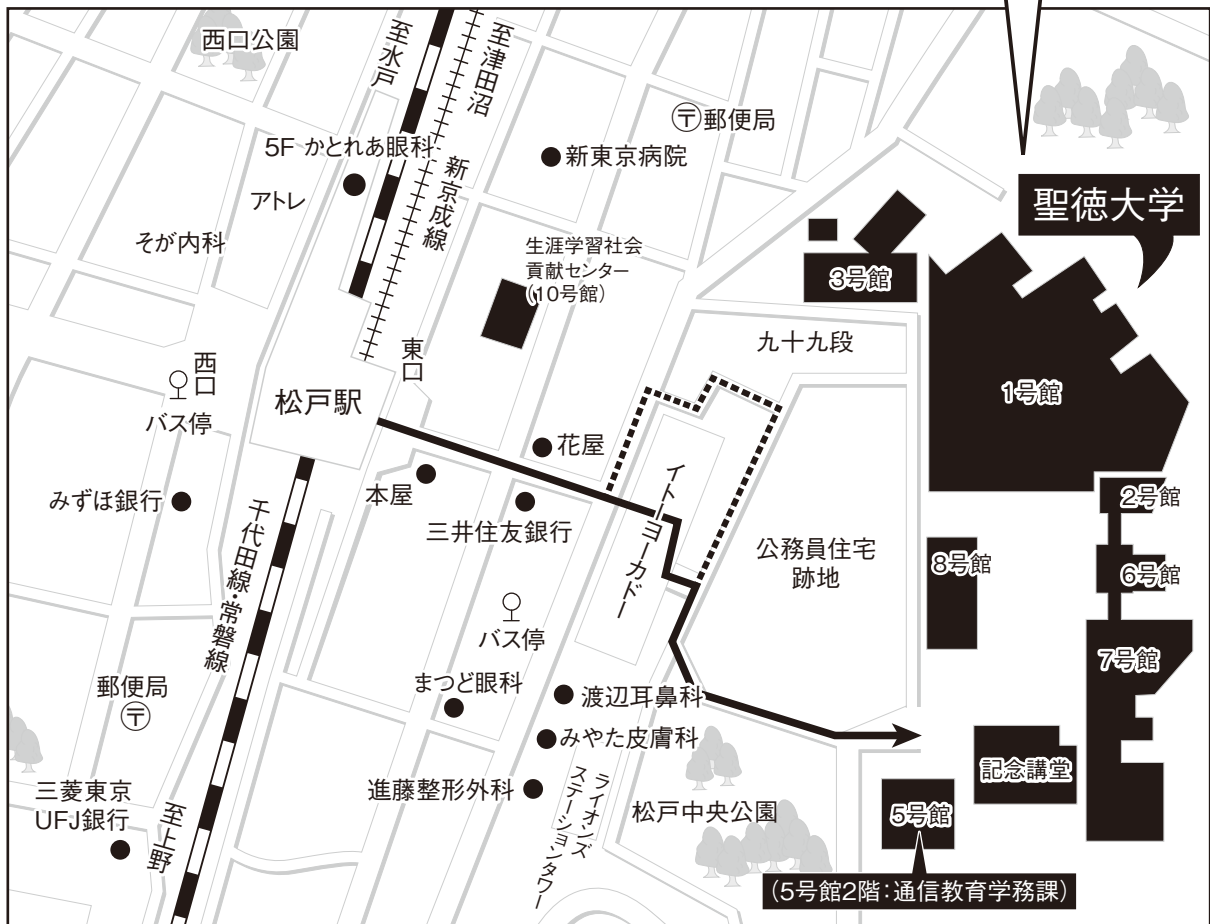 西口公園
至水戸
至津田沼
〒郵便局
5F かとれあ眼科
新京成線
新東京病院
アトレ
聖徳大学
そが内科
生涯学習社会
貢献センター
(10号館)
3号館
九十九段
東口
西口
バス停
松戸駅
1号館
花屋
本屋
みずほ銀行
三井住友銀行
イトーヨーカドー
2号館
公務員住宅
跡地
8号館
6号館
千代田線・常磐線
バス停
7号館
郵便局
〒
まつど眼科
渡辺耳鼻科
みやた皮膚科
進藤整形外科
ライオンズ
ステーションタワー
記念講堂
三菱東京
UFJ銀行
至上野
松戸中央公園
5号館
(5号館2階:通信教育学務課)